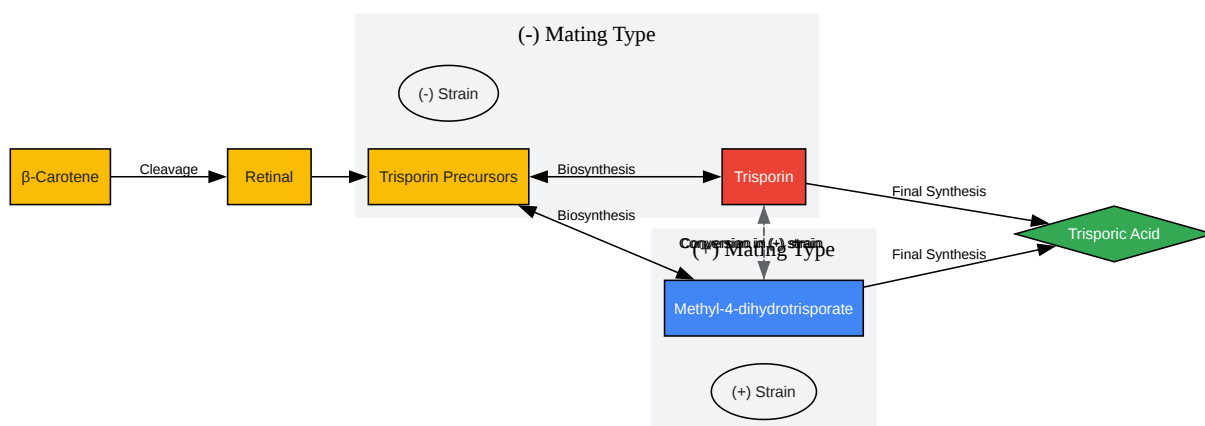 (-) Mating Type
(-) Strain
β-Carotene
Cleavage
Retinal
Trisporin Precursors
Biosynthesis
Trisporin
Final Synthesis
Trisporic Acid
Biosynthesis
(+) Mating Type
Final Synthesis
Methyl-4-dihydrotrisporate
(+) Strain